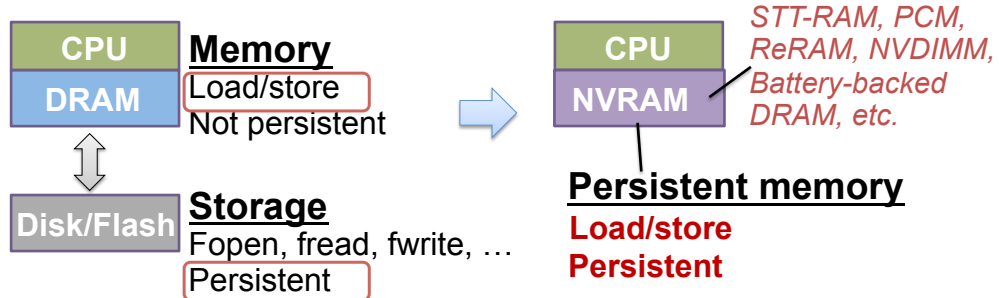 CPU
DRAM
Memory
Load/store
Not persistent
Disk/Flash
Storage
Fopen, fread, fwrite, …
Persistent
CPU
NVRAM
STT-RAM, PCM,
ReRAM, NVDIMM,
Battery-backed
DRAM, etc.
Persistent memory
Load/store
Persistent